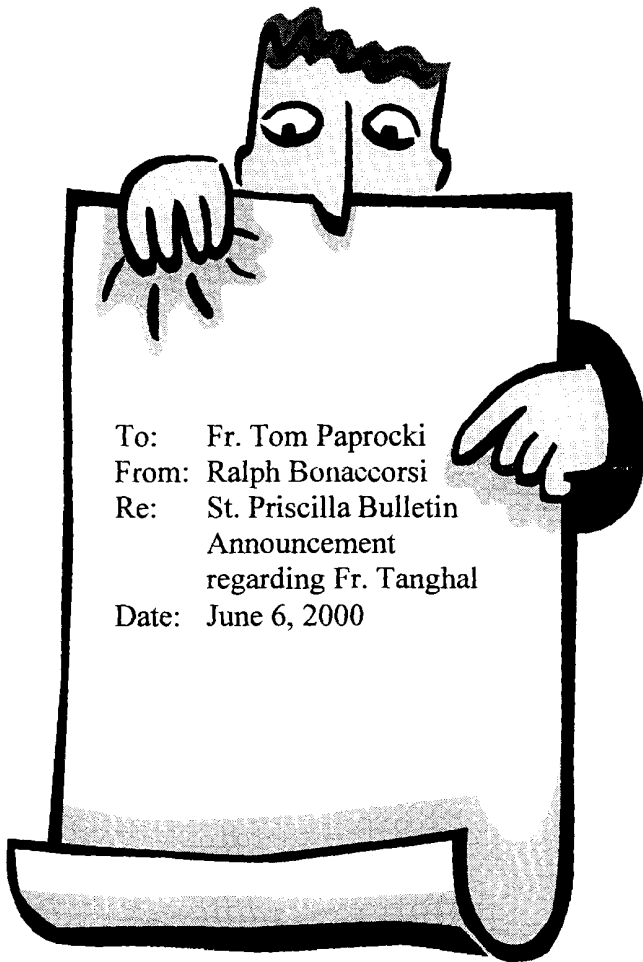 To: Fr. Tom Paprocki
From: Ralph Bonaccorsi
Re: St. Priscilla Bulletin
Announcement
regarding Fr. Tanghal
Date: June 6, 2000